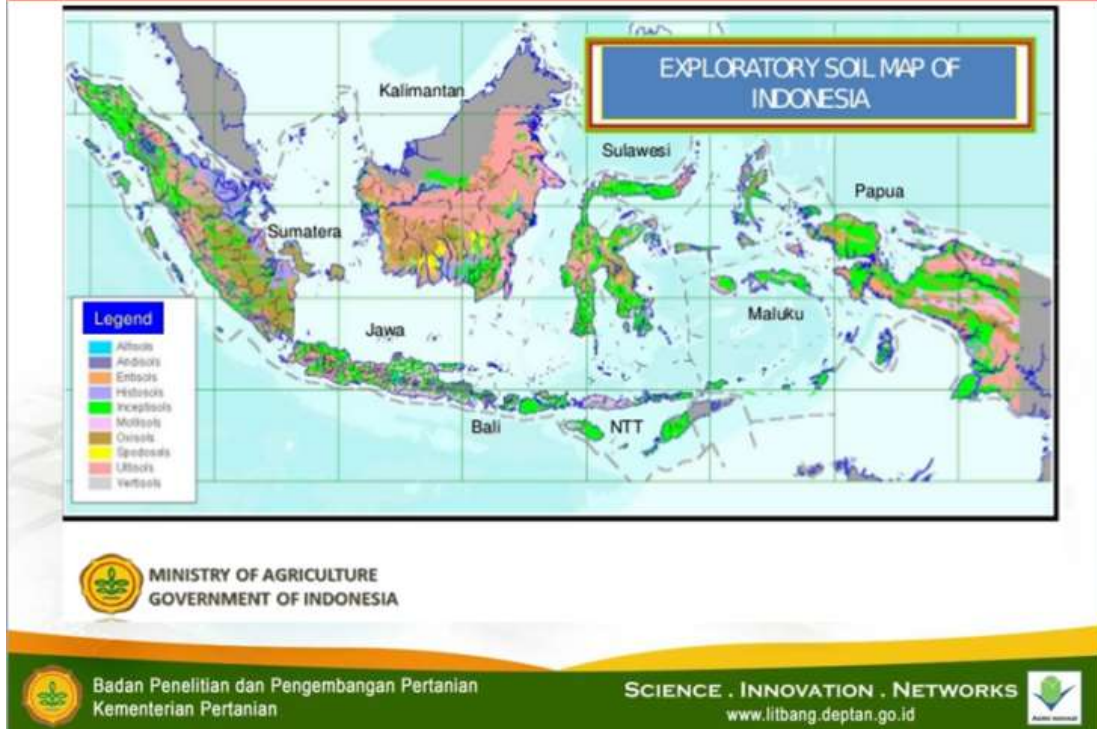 EXPLORATORY SOIL MAP OF
INDONESIA
Kalimantan
Sulawesi
Papua
Sumatera
Maluku
Jawa
Bali
NTT
Legend
Alfisols
Andisols
Entisols
Histosols
Inceptisols
Mollisols
Oxisols
Spodosols
Ultisols
Vertisols
MINISTRY OF AGRICULTURE
GOVERNMENT OF INDONESIA
Badan Penelitian dan Pengembangan Pertanian
Kementerian Pertanian
SCIENCE . INNOVATION . NETWORKS
www.litbang.deptan.go.id